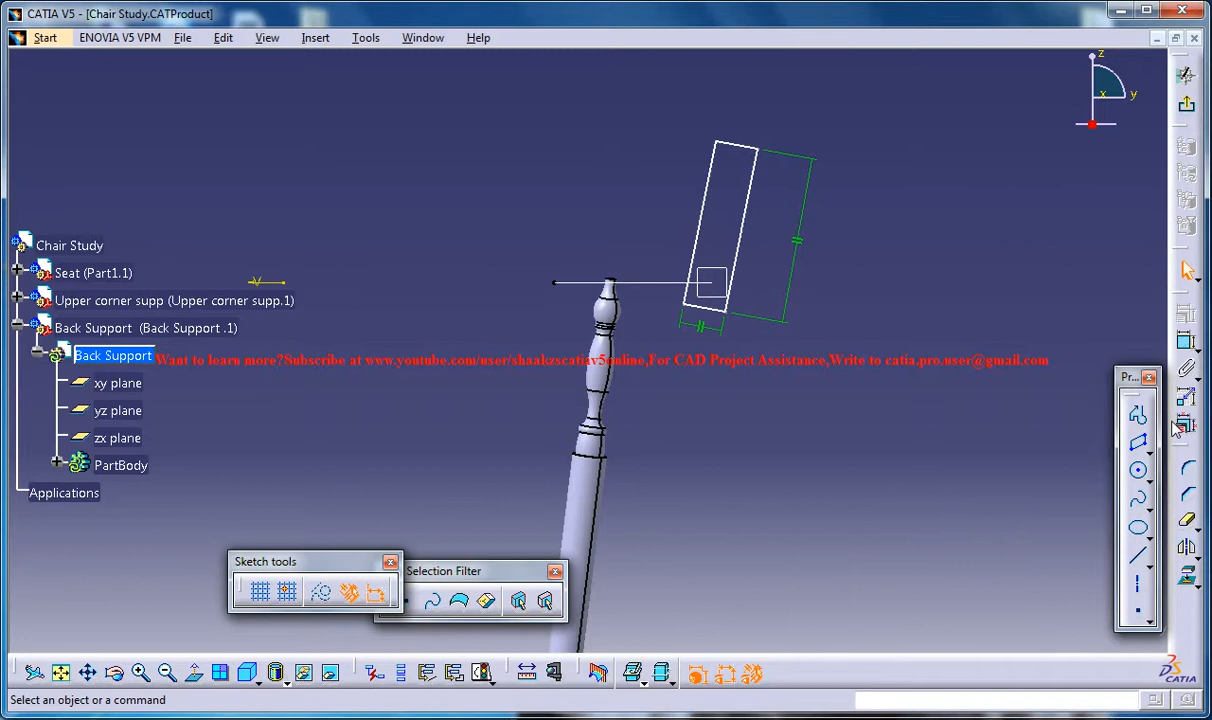 CATIA V5 - [Chair Study.CATProduct]
Start ENOVIA V5 VPM File Edit View Insert Tools Window Help
z
x y
Chair Study
V
Seat (Part1.1)
Upper corner supp (Upper corner supp.1)
Back Support (Back Support .1)
Back Support
Want to learn more?Subscribe at www.youtube.com/user/shaakzscatiav5online,For CAD Project Assistance,Write to catia.pro.user@gmail.com
xy plane
yz plane
zx plane
PartBody
Applications
Pr...
Sketch tools
Selection Filter
CATIA
Select an object or a command